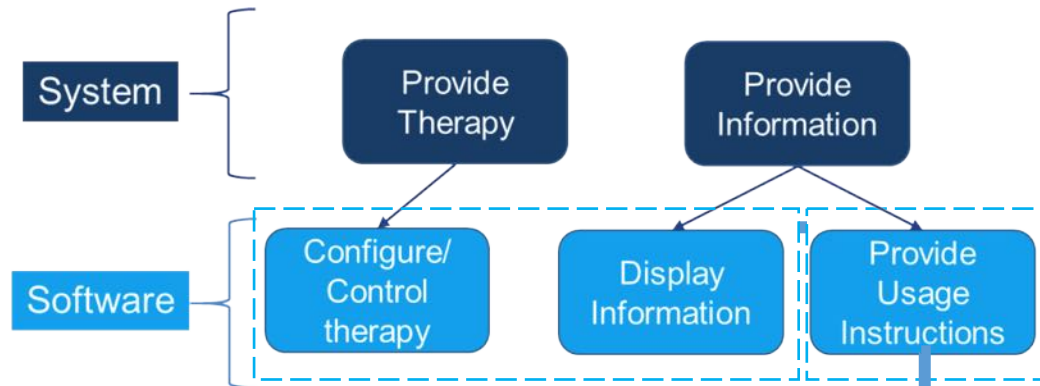 System
Provide
Therapy
Provide
Information
Software
Configure/
Control
therapy
Display
Information
Provide
Usage
Instructions